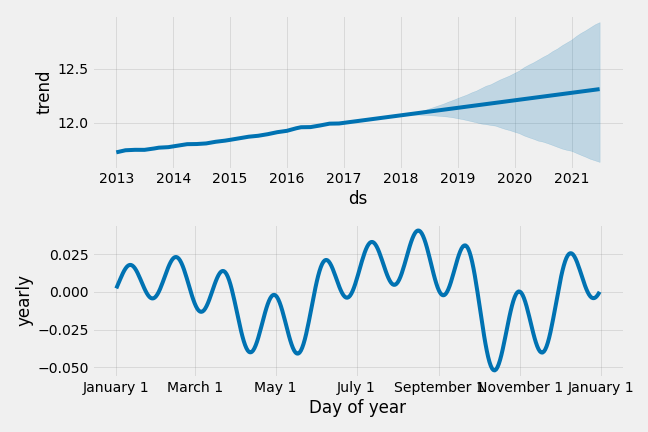 trend
12.5
12.0
2013 2014 2015 2016 2017 2018 2019 2020 2021
ds
yearly
0.025
0.000
−0.025
−0.050
January 1 March 1 May 1 July 1 September 1 November 1 January 1
Day of year